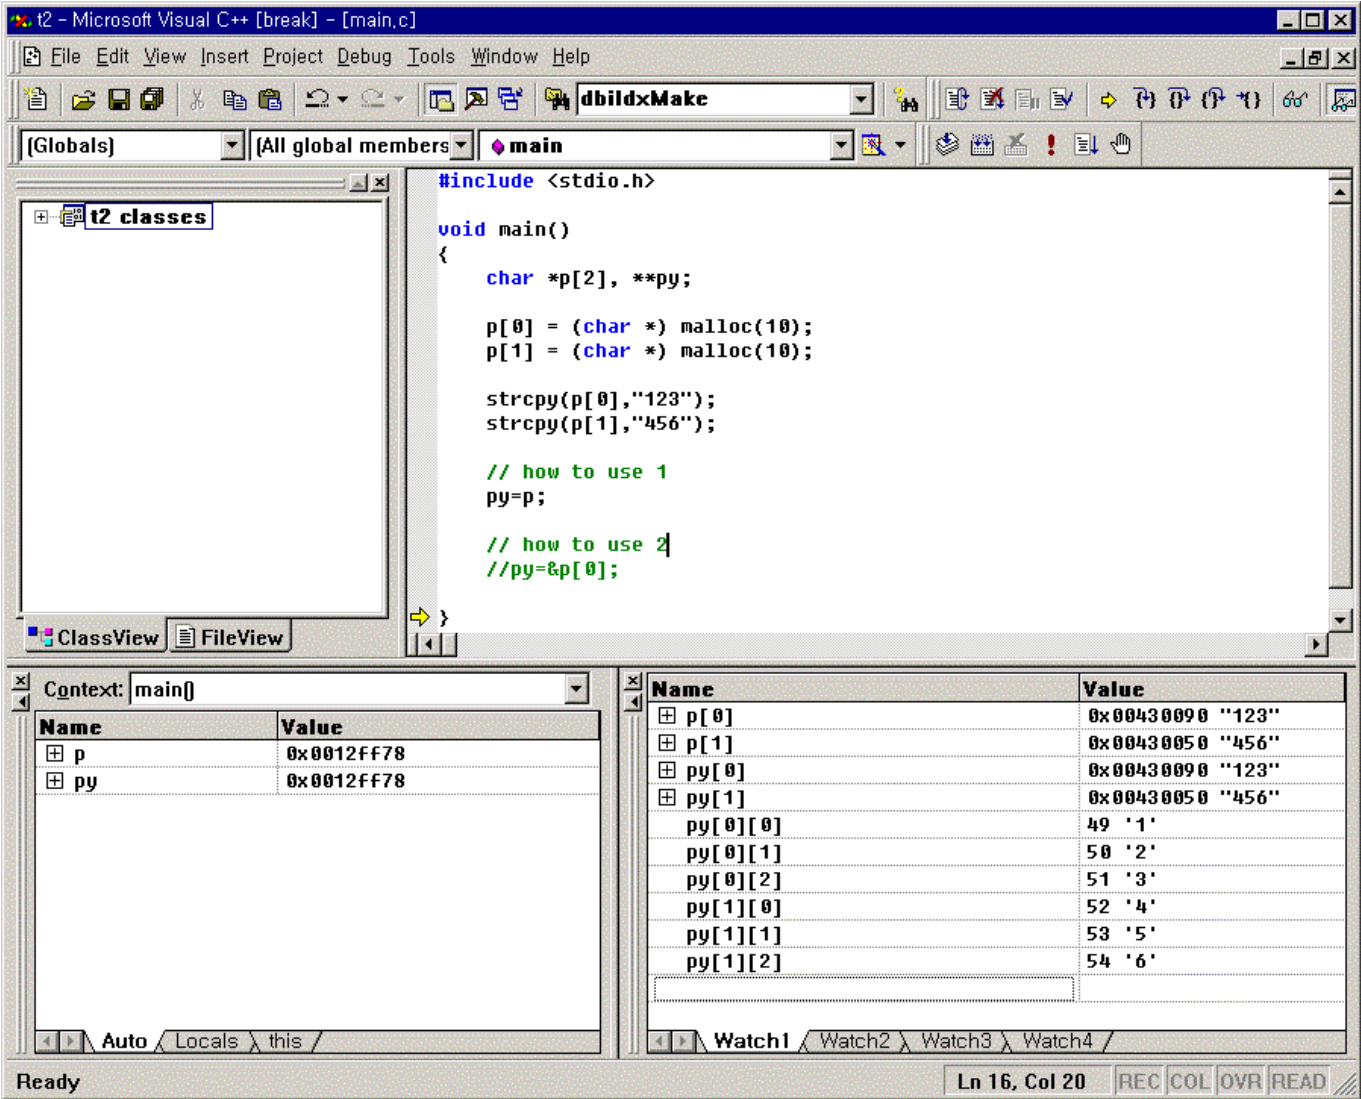 t2 - Microsoft Visual C++ [break] - [main.c]
File Edit View Insert Project Debug Tools Window Help
dbildxMake
(Globals) (All global members main
t2 classes
#include <stdio.h>
void main()
{
char *p[2], **py;
p[0] = (char *) malloc(10);
p[1] = (char *) malloc(10);
strcpy(p[0],"123");
strcpy(p[1],"456");
// how to use 1
py=p;
// how to use 2
//py=&p[0];
}
ClassView FileView
Context: main()
Name Value
p 0x0012ff78
py 0x0012ff78
Auto Locals this
Name Value
p[0] 0x00430090 "123"
p[1] 0x00430050 "456"
py[0] 0x00430090 "123"
py[1] 0x00430050 "456"
py[0][0] 49 '1'
py[0][1] 50 '2'
py[0][2] 51 '3'
py[1][0] 52 '4'
py[1][1] 53 '5'
py[1][2] 54 '6'
Watch1 Watch2 Watch3 Watch4
Ready Ln 16, Col 20 REC COL OVR READ